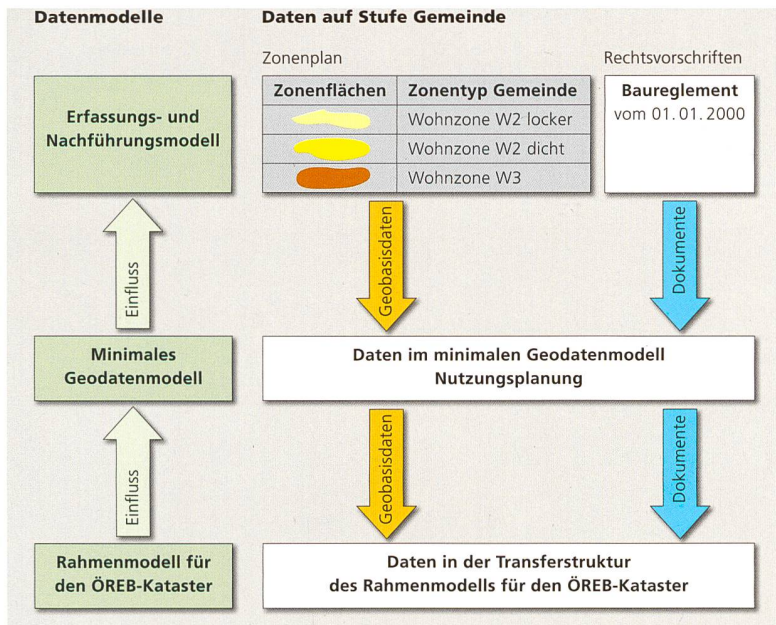 Datenmodelle
Daten auf Stufe Gemeinde
Zonenplan
Rechtsvorschriften
Erfassungs- und
Nachführungsmodell
Zonenflächen
Zonentyp Gemeinde
Wohnzone W2 locker
Wohnzone W2 dicht
Wohnzone W3
Baureglement
vom 01.01.2000
Einfluss
Geobasisdaten
Dokumente
Minimales
Geodatenmodell
Daten im minimalen Geodatenmodell
Nutzungsplanung
Einfluss
Geobasisdaten
Dokumente
Rahmenmodell für
den ÖREB-Kataster
Daten in der Transferstruktur
des Rahmenmodells für den ÖREB-Kataster